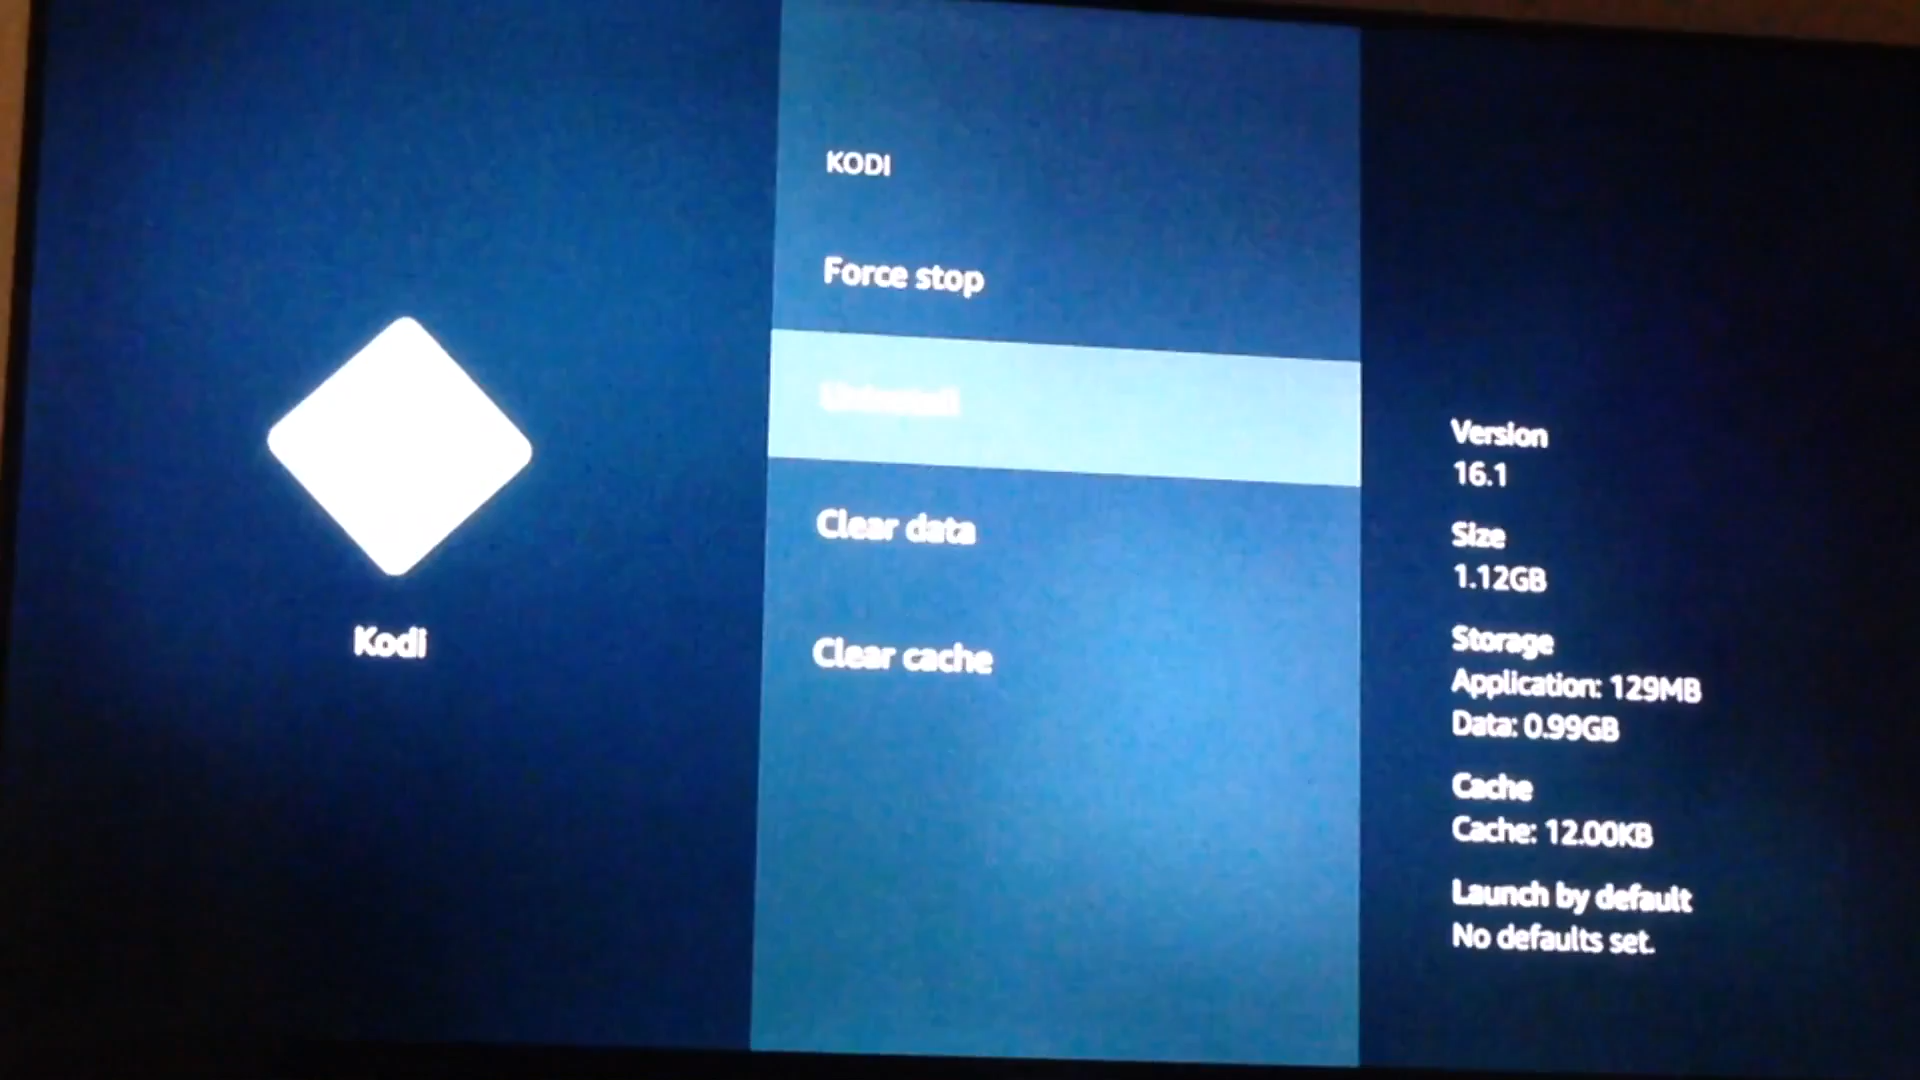 KODI
Force stop
Uninstall
Clear data
Clear cache
Kodi
Version
16.1
Size
1.12GB
Storage
Application: 129MB
Data: 0.99GB
Cache
Cache: 12.00KB
Launch by default
No defaults set.